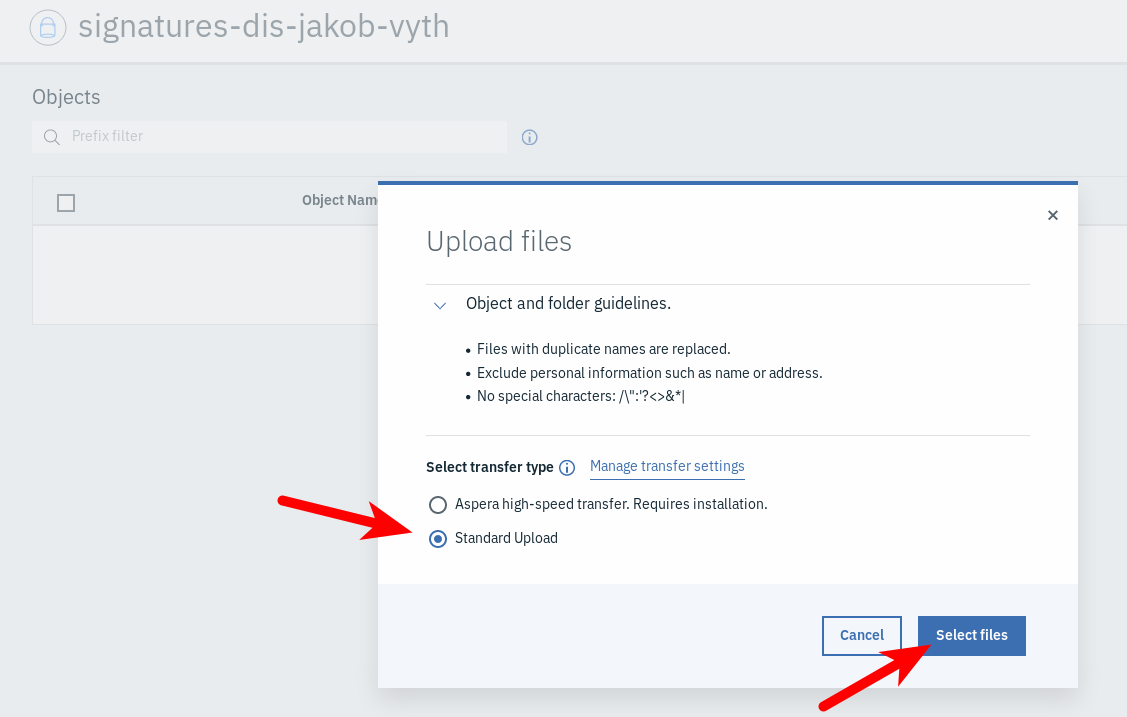 signatures-dis-jakob-vyth
Objects
Prefix filter
Object Nam
Upload files
Object and folder guidelines.
• Files with duplicate names are replaced.
• Exclude personal information such as name or address.
• No special characters: /\":'?<>&*|
Select transfer type Manage transfer settings
Aspera high-speed transfer. Requires installation.
Standard Upload
Cancel Select files